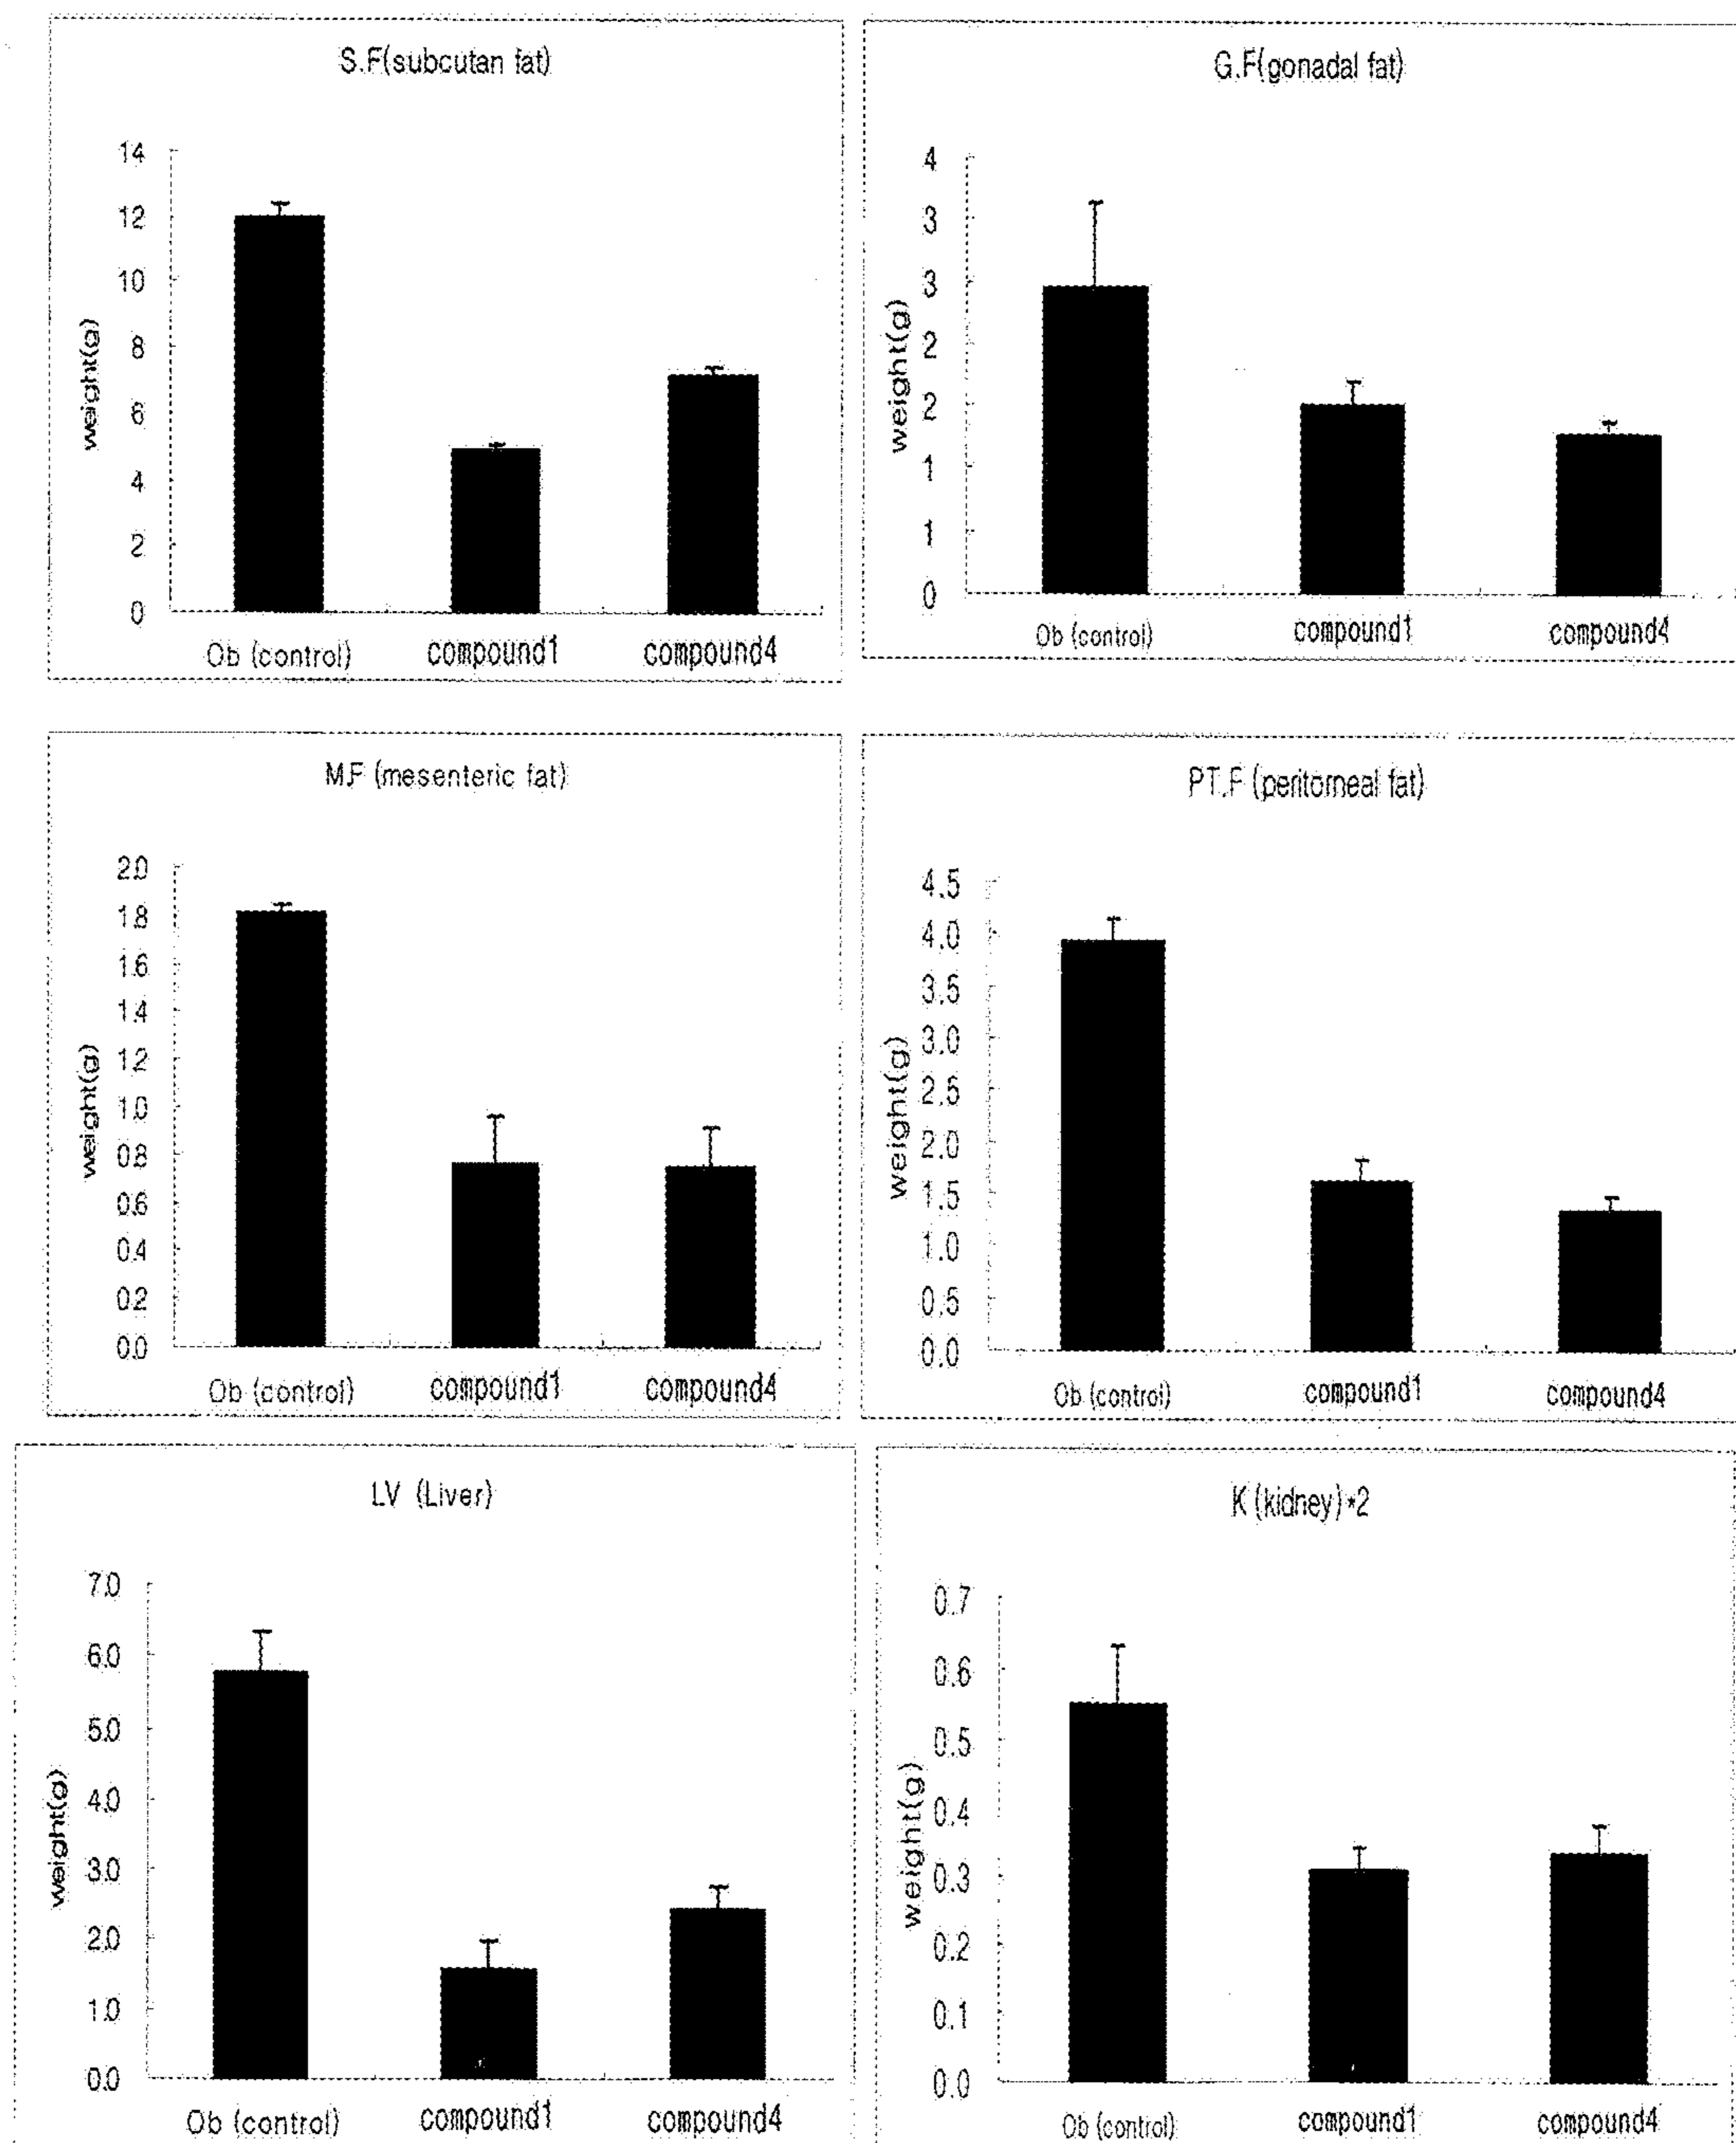 S.F(subcutan fat)
14
12
10
8
6
4
2
0
weight(g)
Ob (control) compound1 compound4
G.F(gonadal fat)
4
3
3
2
2
1
1
0
weight(g)
Ob (control) compound1 compound4
M.F (mesenteric fat)
2.0
1.8
1.6
1.4
1.2
1.0
0.8
0.6
0.4
0.2
0.0
weight(g)
Ob (control) compound1 compound4
PT.F (peritorneal fat)
4.5
4.0
3.5
3.0
2.5
2.0
1.5
1.0
0.5
0.0
weight(g)
Ob (control) compound1 compound4
LV (Liver)
7.0
6.0
5.0
4.0
3.0
2.0
1.0
0.0
weight(g)
Ob (control) compound1 compound4
K (kidney)*2
0.7
0.6
0.5
0.4
0.3
0.2
0.1
0.0
weight(g)
Ob (control) compound1 compound4